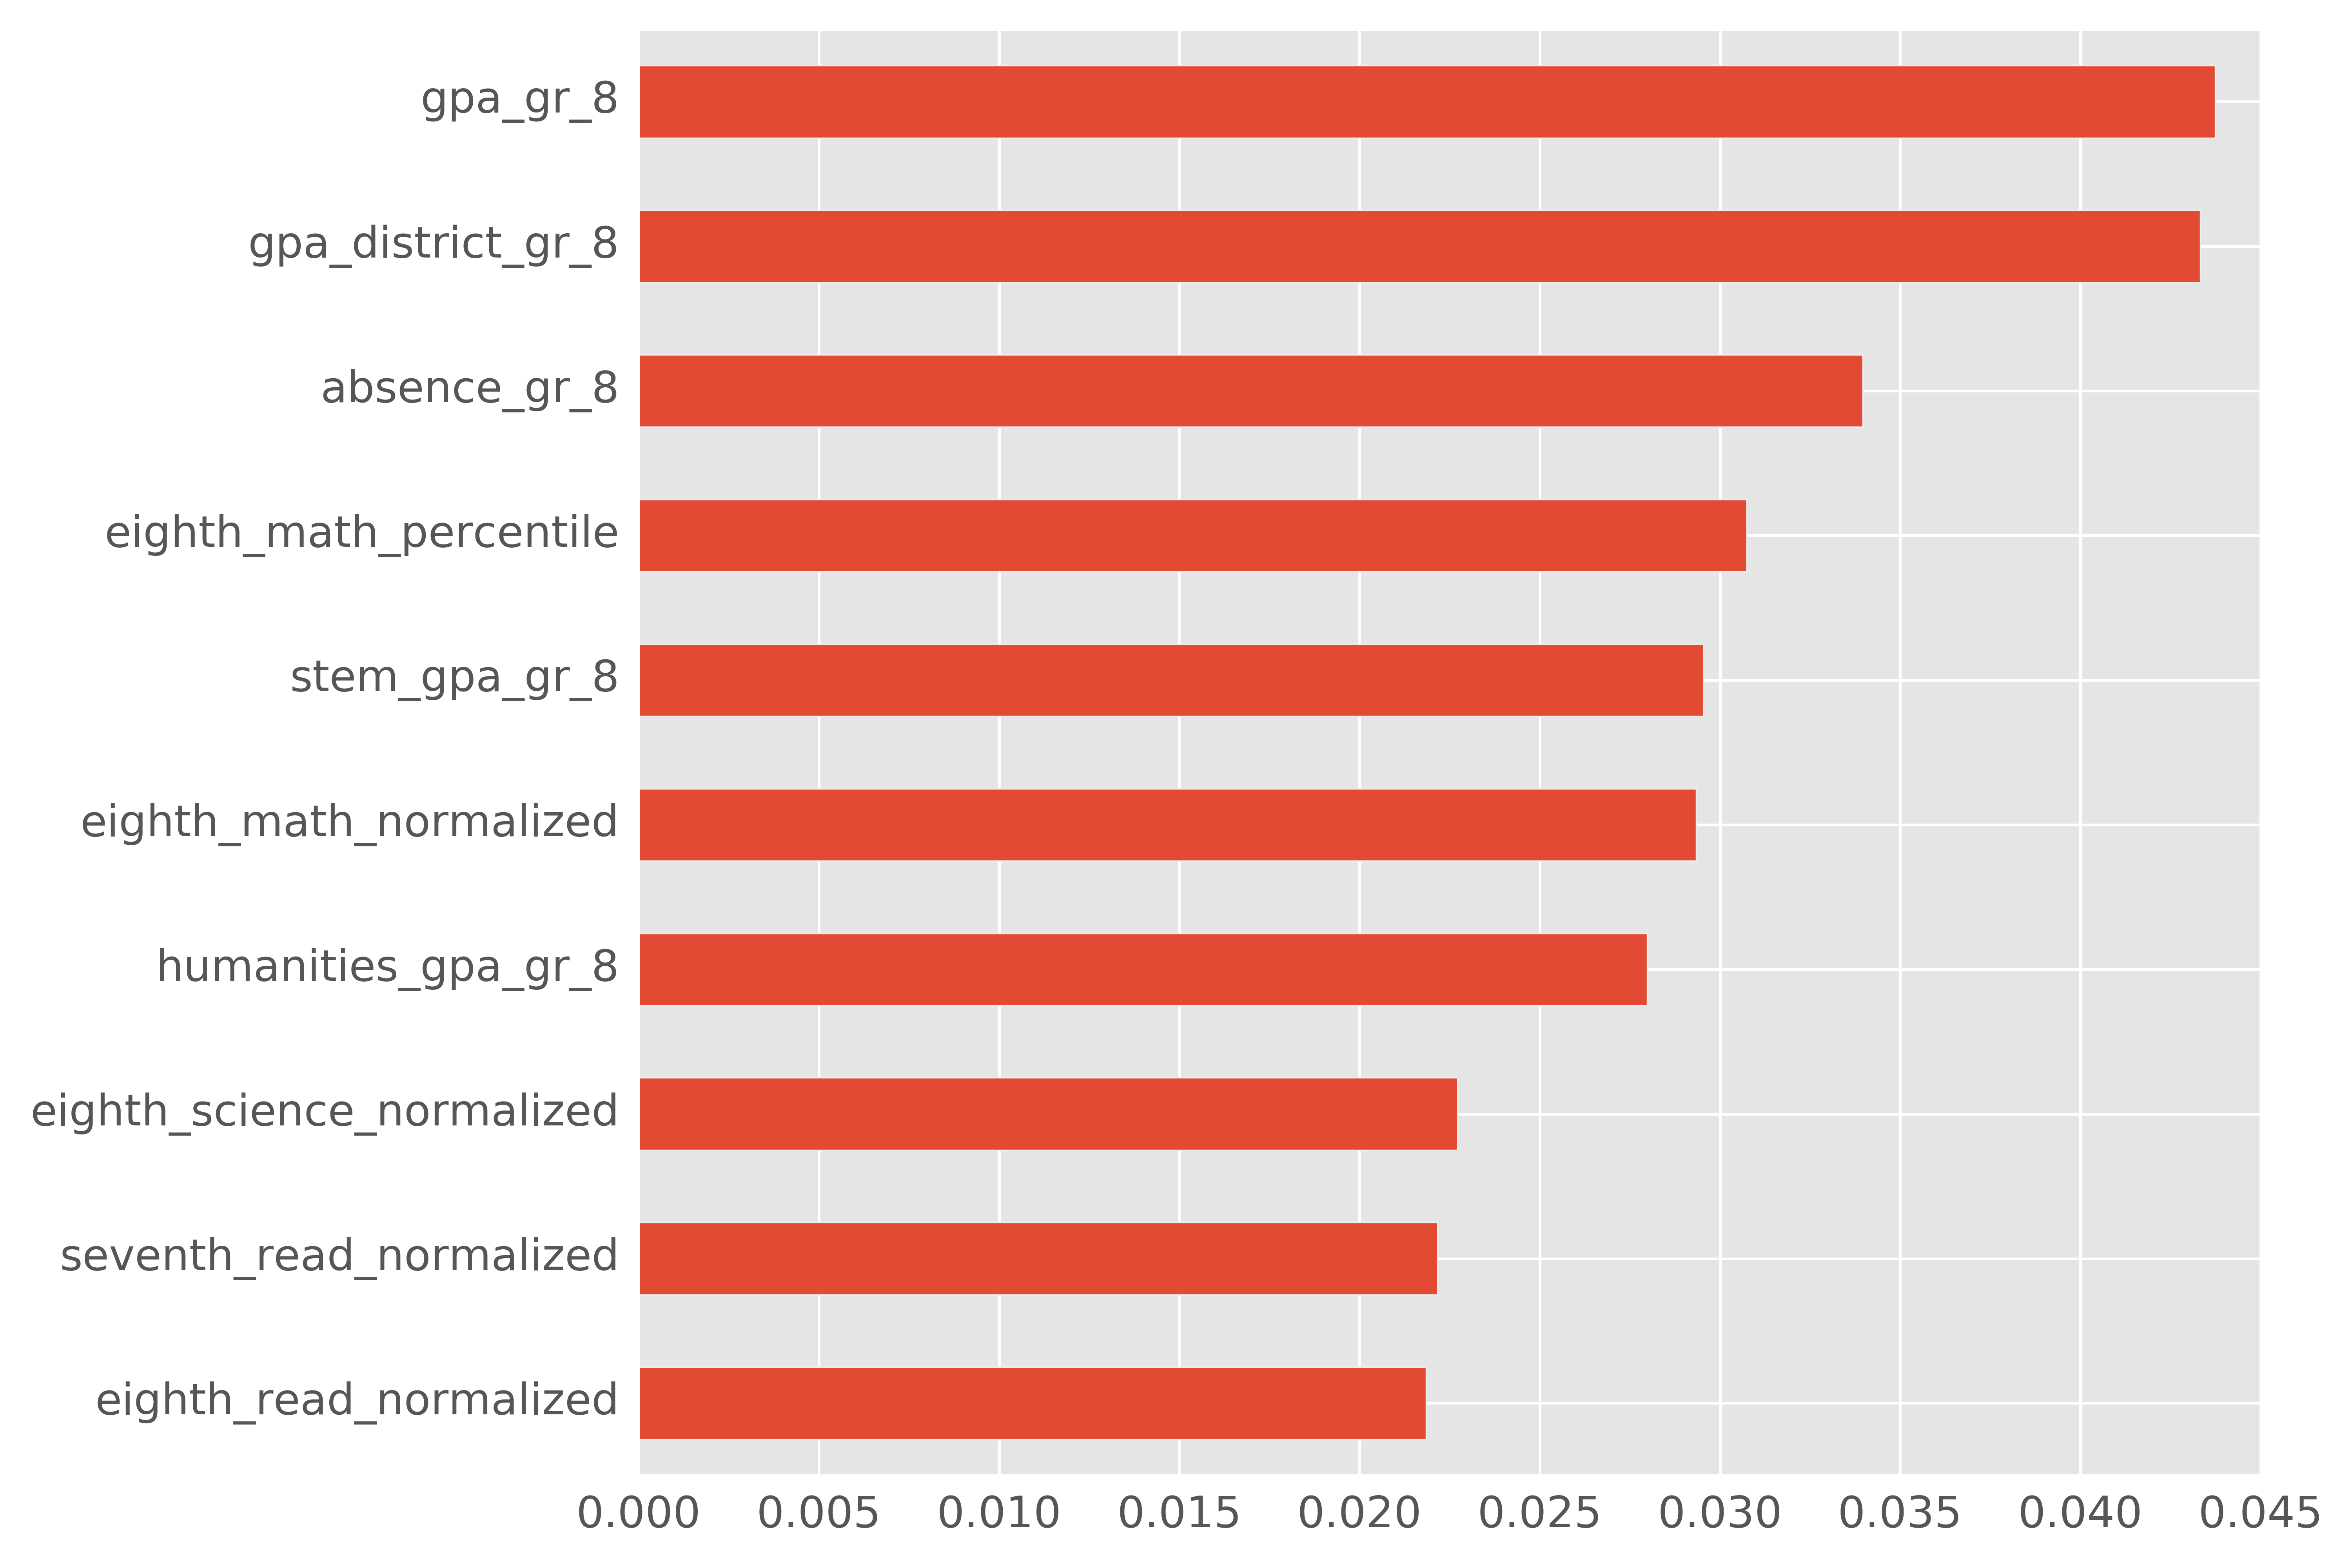 gpa_gr_8
gpa_district_gr_8
absence_gr_8
eighth_math_percentile
stem_gpa_gr_8
eighth_math_normalized
humanities_gpa_gr_8
eighth_science_normalized
seventh_read_normalized
eighth_read_normalized
0.000 0.005 0.010 0.015 0.020 0.025 0.030 0.035 0.040 0.045